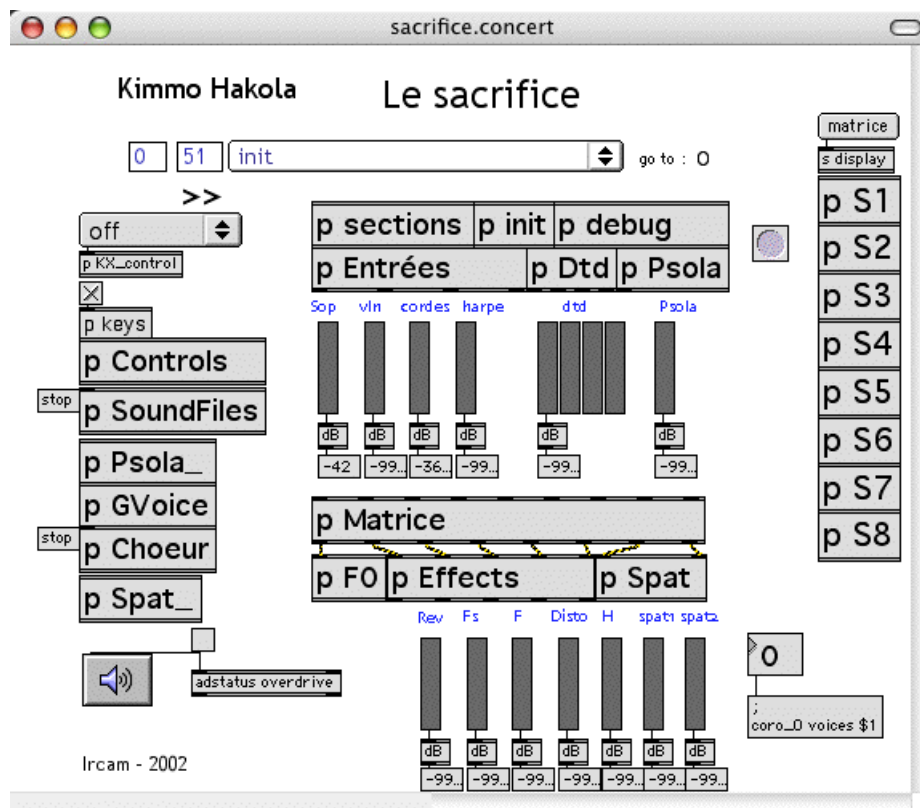 sacrifice.concert
Kimmo Hakola
Le sacrifice
matrice
0 51 init go to : 0
s display
>>
off
p KX_control
p keys
p Controls
stop
p SoundFiles
p Psola_
p GVoice
stop
p Choeur
p Spat_
adstatus overdrive
Ircam - 2002
p sections p init p debug
p Entrées p Dtd p Psola
Sop vln cordes harpe dtd Psola
dB dB dB dB dB dB
-42 -99... -36... -99... -99... -99...
p Matrice
p F0 p Effects p Spat
Rev Fs F Disto H spat1 spat2
dB dB dB dB dB dB dB
-99... -99... -99... -99... -99... -99... -99...
p S1
p S2
p S3
p S4
p S5
p S6
p S7
p S8
0
;
coro_0 voices $1